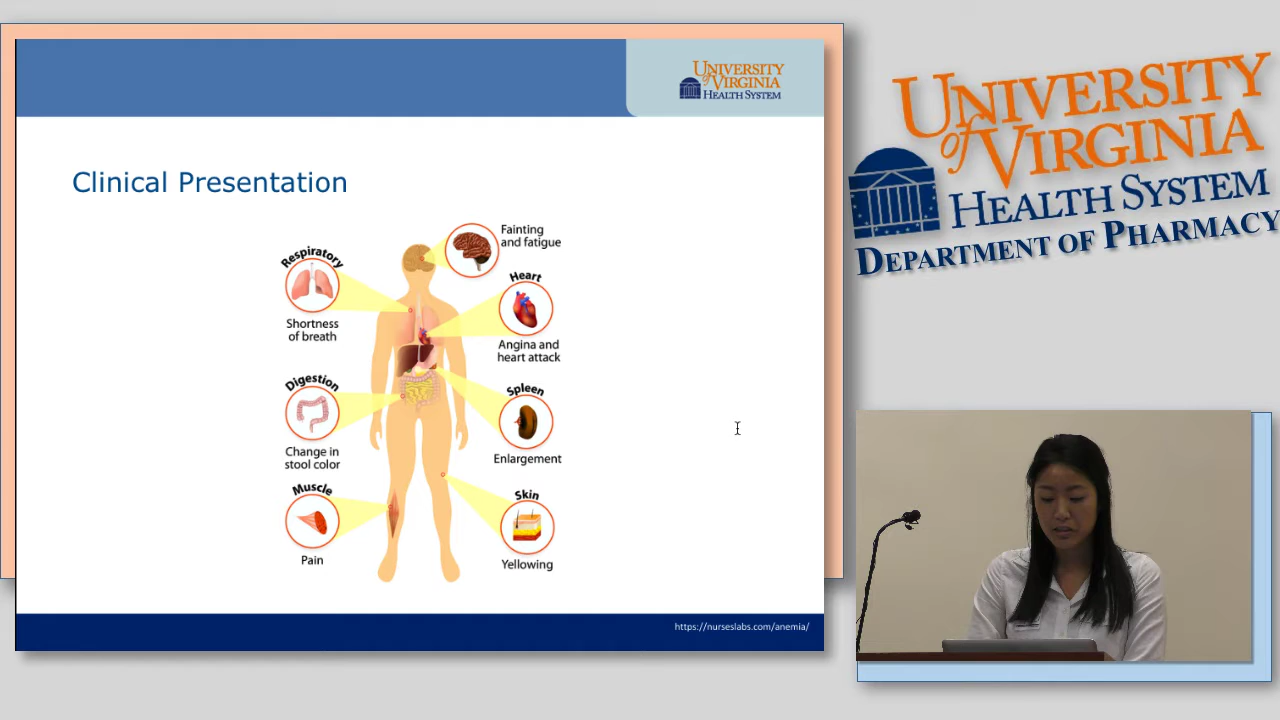 UNIVERSITY
of VIRGINIA
HEALTH SYSTEM
Clinical Presentation
Respiratory
Shortness
of breath
Digestion
Change in
stool color
Muscle
Pain
Fainting
and fatigue
Heart
Angina and
heart attack
Spleen
Enlargement
Skin
Yellowing
https://nurseslabs.com/anemia/
UNIVERSITY
of VIRGINIA
HEALTH SYSTEM
DEPARTMENT OF PHARMACY